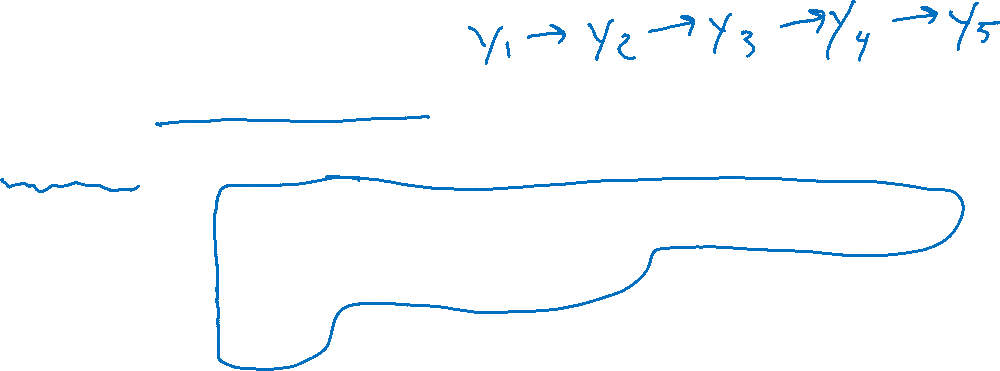 Y1 → Y2 → Y3 → Y4 → Y5